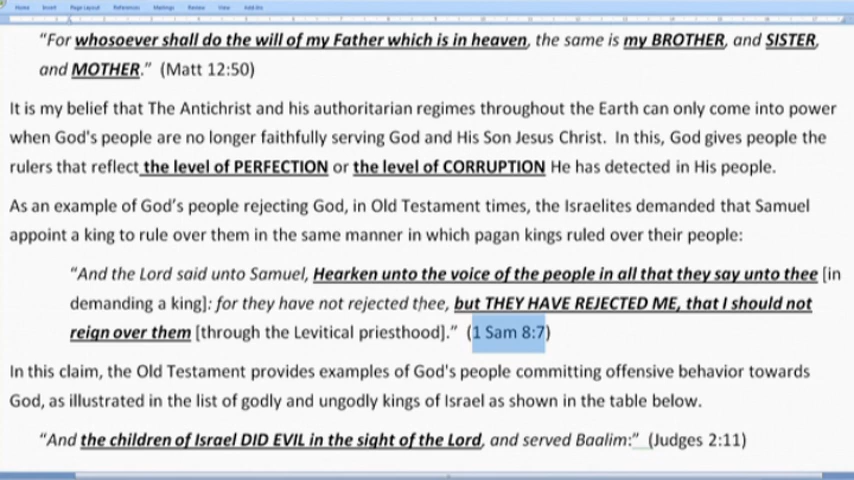 Home Insert Page Layout References Mailings Review View Add-Ins
“For whosoever shall do the will of my Father which is in heaven, the same is my BROTHER, and SISTER,
and MOTHER.” (Matt 12:50)
It is my belief that The Antichrist and his authoritarian regimes throughout the Earth can only come into power
when God's people are no longer faithfully serving God and His Son Jesus Christ. In this, God gives people the
rulers that reflect the level of PERFECTION or the level of CORRUPTION He has detected in His people.
As an example of God’s people rejecting God, in Old Testament times, the Israelites demanded that Samuel
appoint a king to rule over them in the same manner in which pagan kings ruled over their people:
“And the Lord said unto Samuel, Hearken unto the voice of the people in all that they say unto thee [in
demanding a king]: for they have not rejected thee, but THEY HAVE REJECTED ME, that I should not
reign over them [through the Levitical priesthood].” (1 Sam 8:7)
In this claim, the Old Testament provides examples of God's people committing offensive behavior towards
God, as illustrated in the list of godly and ungodly kings of Israel as shown in the table below.
“And the children of Israel DID EVIL in the sight of the Lord, and served Baalim:” (Judges 2:11)